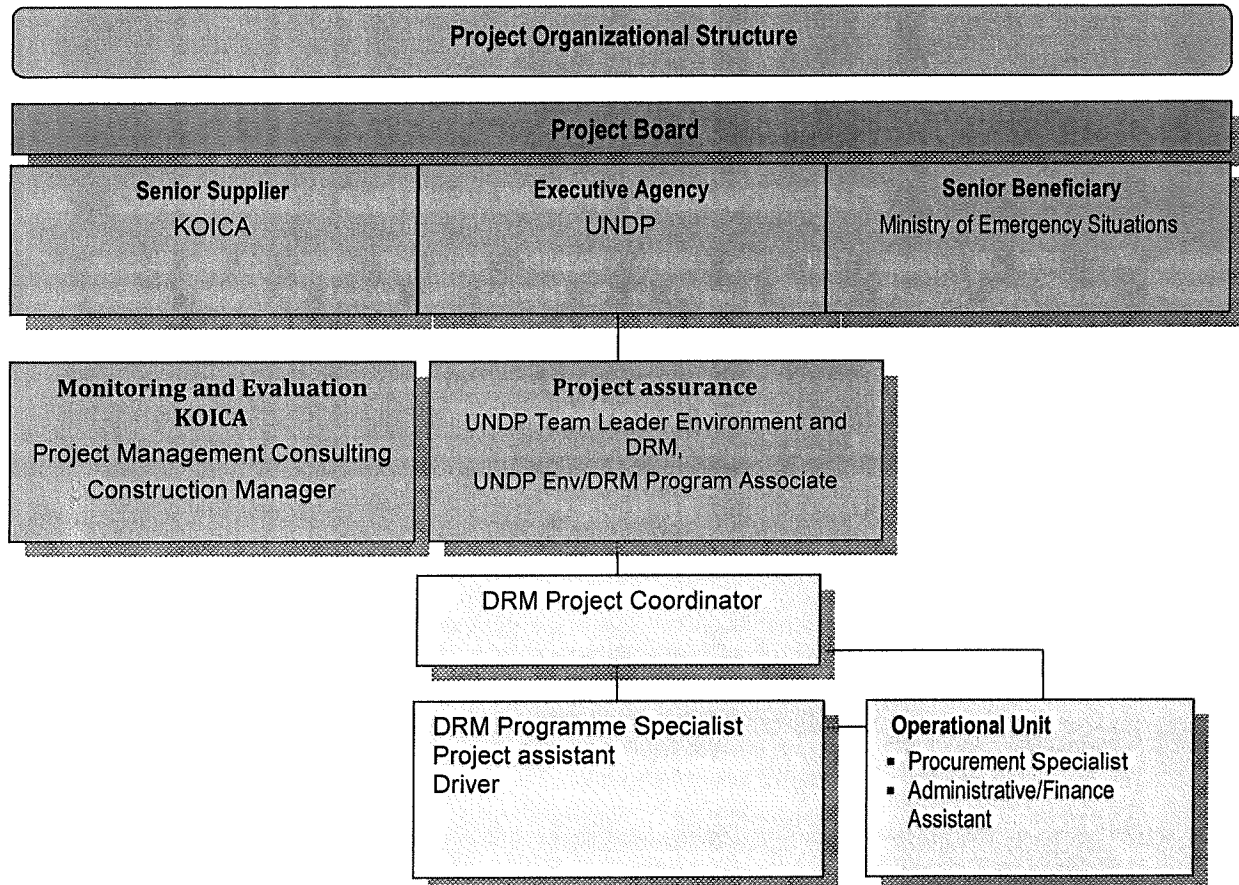 Project Organizational Structure
Project Board
Senior Supplier
KOICA
Executive Agency
UNDP
Senior Beneficiary
Ministry of Emergency Situations
Monitoring and Evaluation
KOICA
Project Management Consulting
Construction Manager
Project assurance
UNDP Team Leader Environment and
DRM,
UNDP Env/DRM Program Associate
DRM Project Coordinator
DRM Programme Specialist
Project assistant
Driver
Operational Unit
▪ Procurement Specialist
▪ Administrative/Finance
Assistant